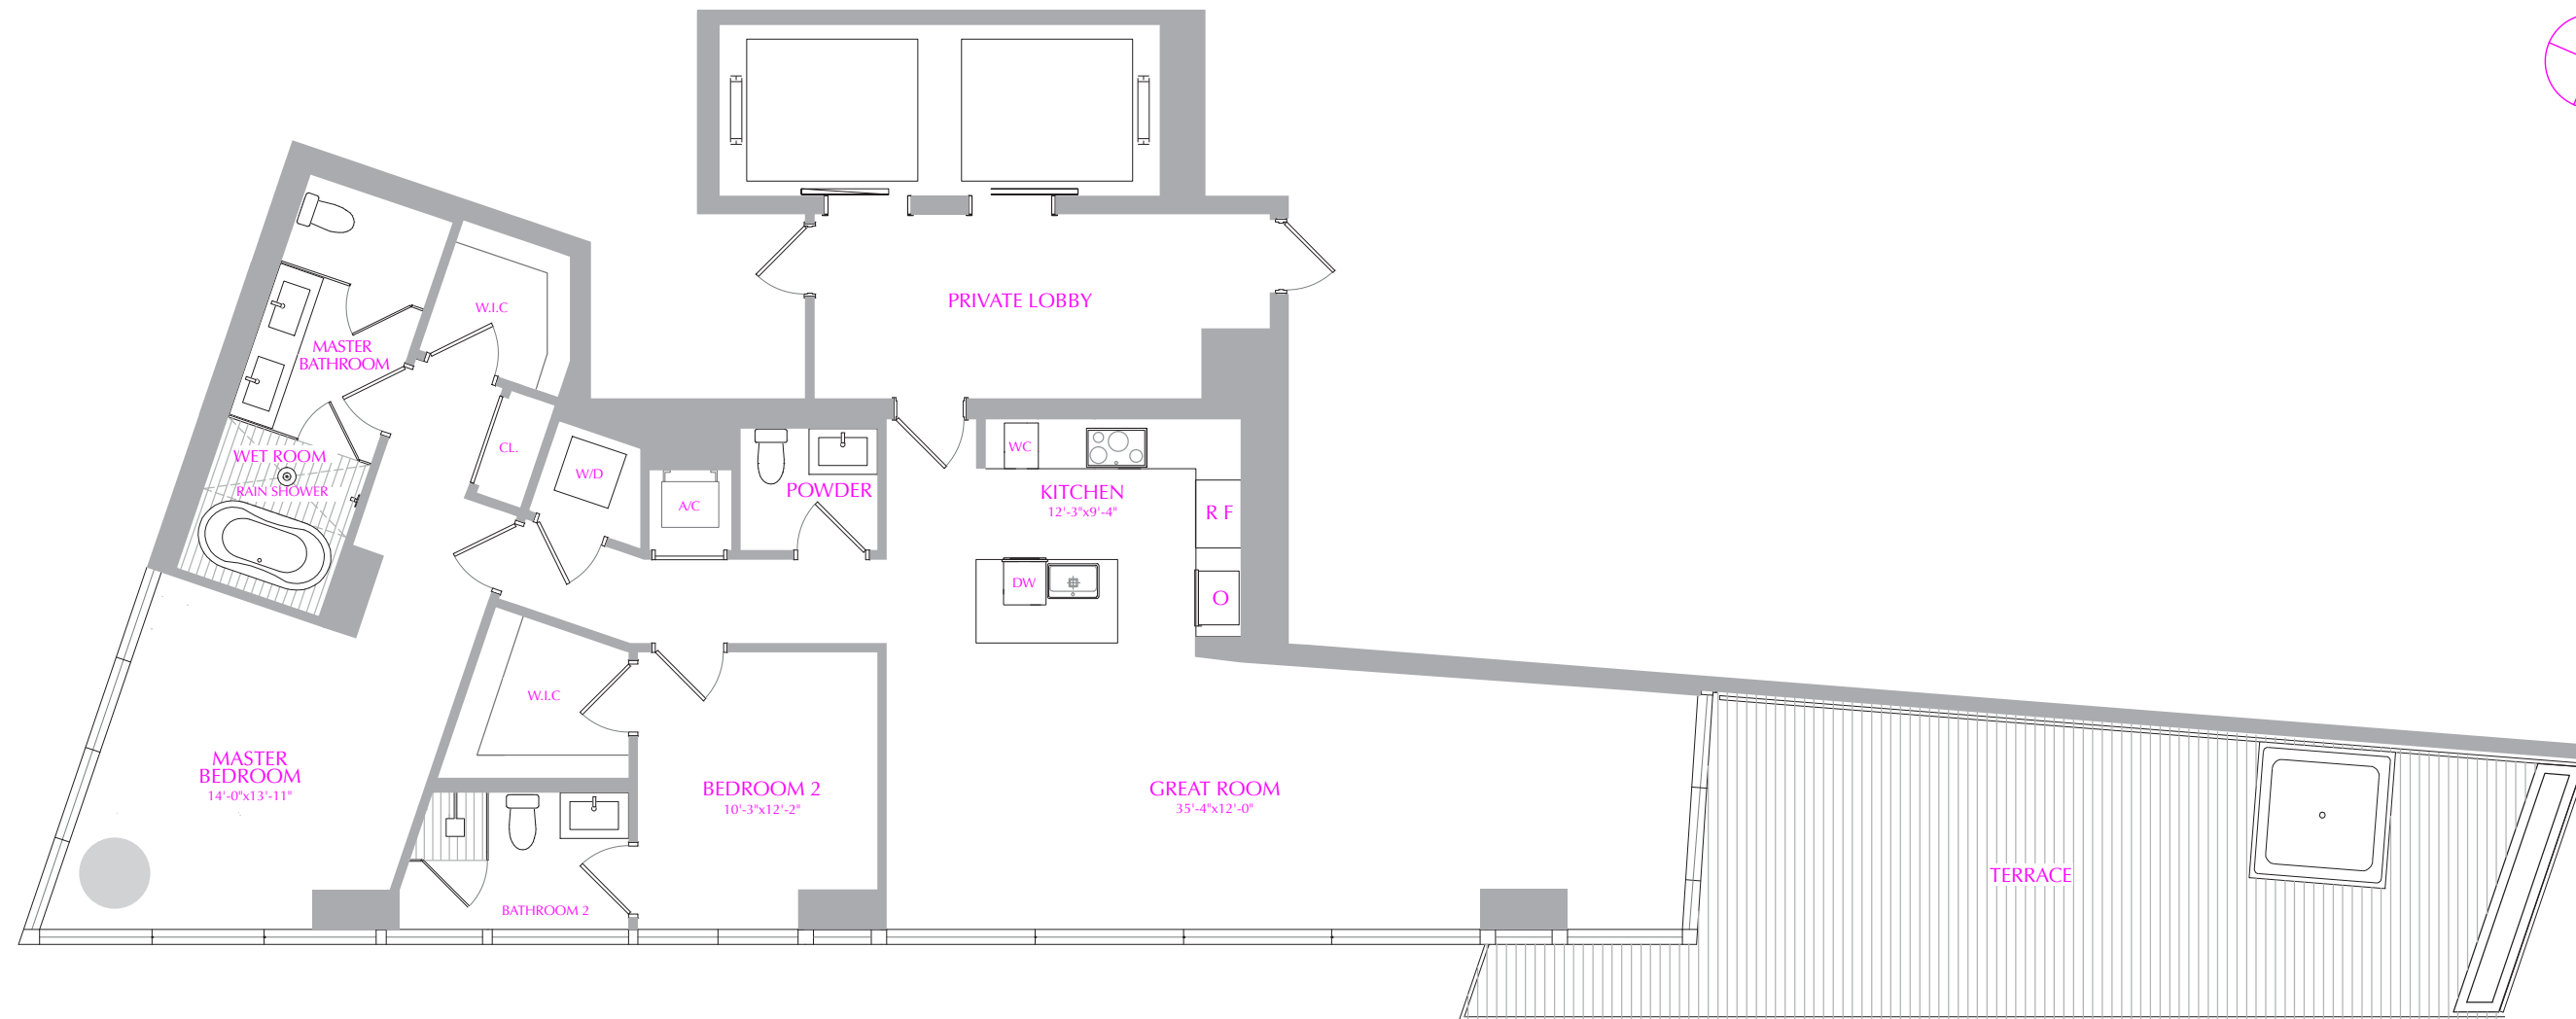 PRIVATE LOBBY
W.I.C
MASTER
BATHROOM
WET ROOM
RAIN SHOWER
CL.
W/D
A/C
POWDER
WC
KITCHEN
12'-3"x9'-4"
R F
DW
O
W.I.C
MASTER
BEDROOM
14'-0"x13'-11"
BEDROOM 2
10'-3"x12'-2"
GREAT ROOM
35'-4"x12'-0"
TERRACE
BATHROOM 2